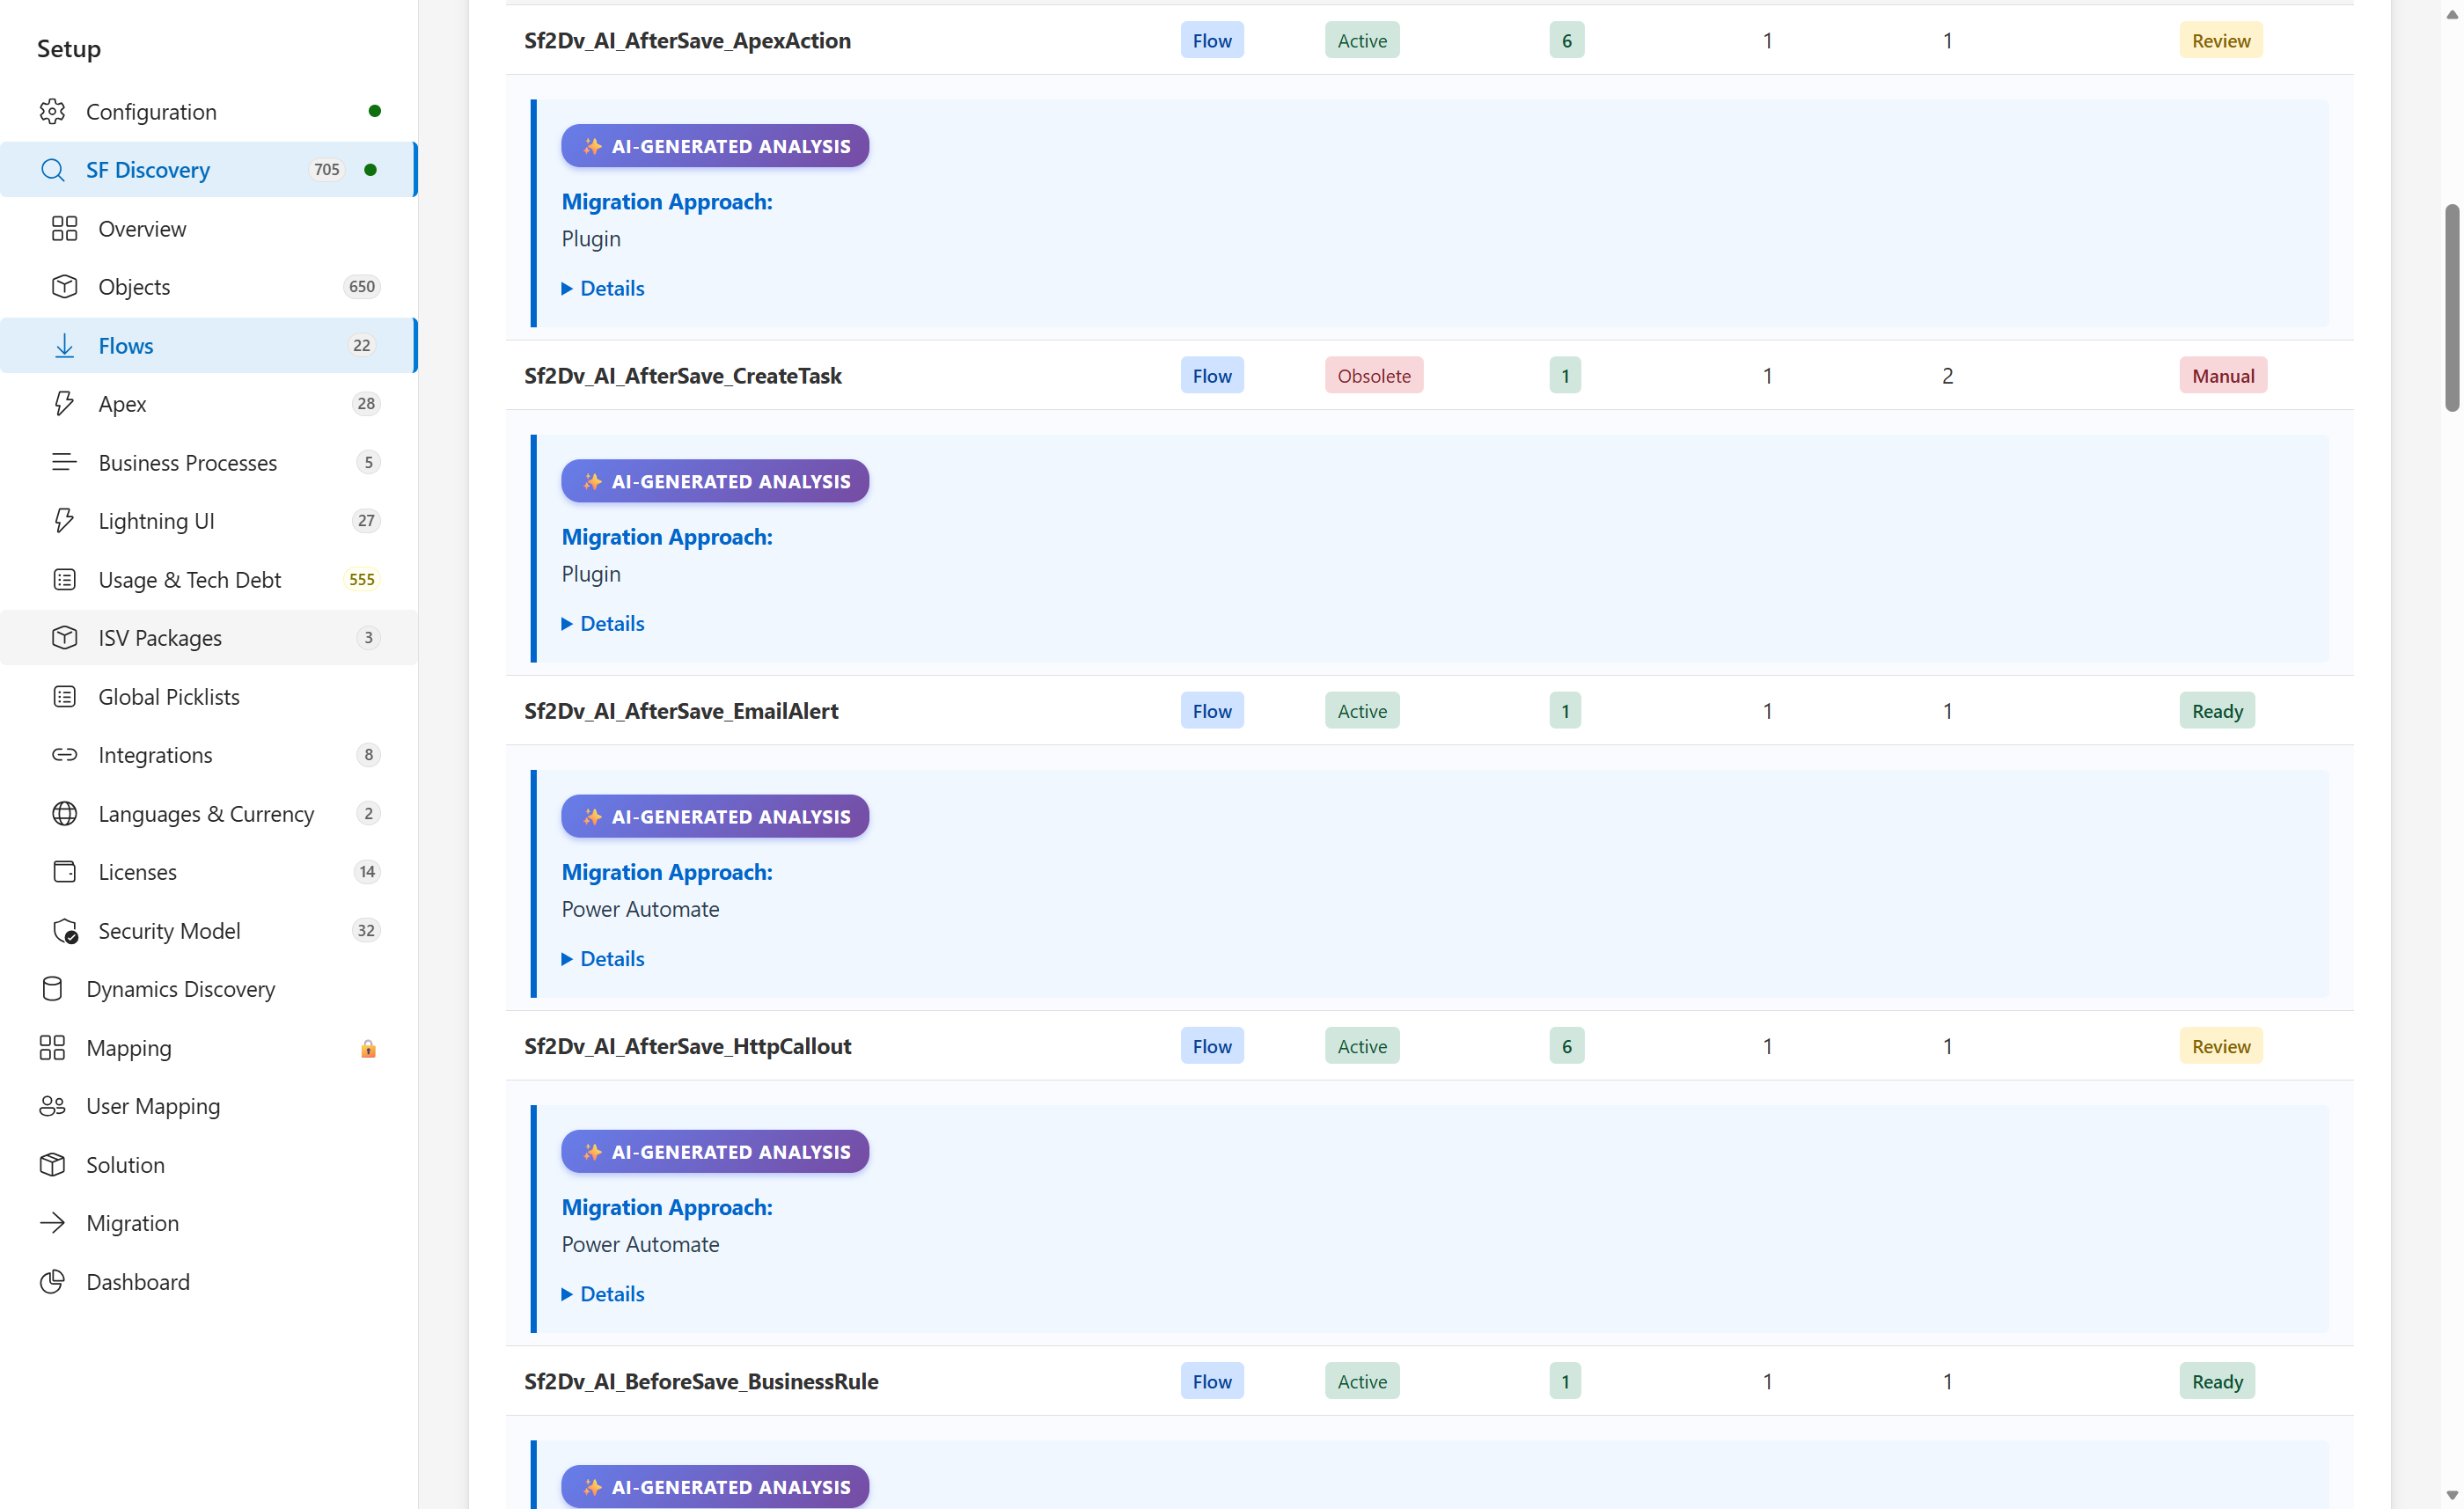 Setup
Configuration
SF Discovery 705
Overview
Objects 650
Flows 22
Apex 28
Business Processes 5
Lightning UI 27
Usage & Tech Debt 555
ISV Packages 3
Global Picklists
Integrations 8
Languages & Currency 2
Licenses 14
Security Model 32
Dynamics Discovery
Mapping
User Mapping
Solution
Migration
Dashboard
Sf2Dv_AI_AfterSave_ApexAction Flow Active 6 1 1 Review
AI-GENERATED ANALYSIS
Migration Approach:
Plugin
Details
Sf2Dv_AI_AfterSave_CreateTask Flow Obsolete 1 1 2 Manual
AI-GENERATED ANALYSIS
Migration Approach:
Plugin
Details
Sf2Dv_AI_AfterSave_EmailAlert Flow Active 1 1 1 Ready
AI-GENERATED ANALYSIS
Migration Approach:
Power Automate
Details
Sf2Dv_AI_AfterSave_HttpCallout Flow Active 6 1 1 Review
AI-GENERATED ANALYSIS
Migration Approach:
Power Automate
Details
Sf2Dv_AI_BeforeSave_BusinessRule Flow Active 1 1 1 Ready
AI-GENERATED ANALYSIS